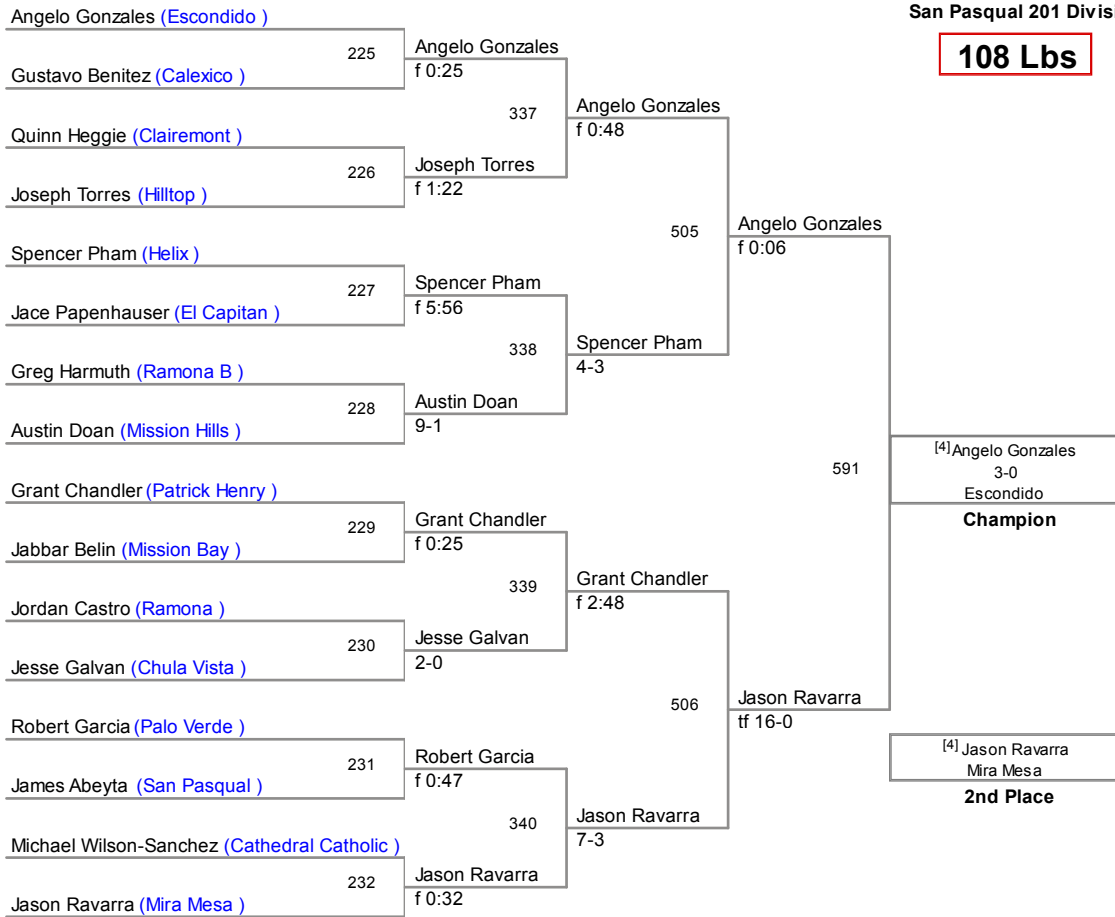 San Pasqual 201 Divisi
108 Lbs
Angelo Gonzales (Escondido )
225
Gustavo Benitez (Calexico )
Angelo Gonzales
f 0:25
337
Quinn Heggie (Clairemont )
226
Joseph Torres (Hilltop )
Joseph Torres
f 1:22
Angelo Gonzales
f 0:48
505
Spencer Pham (Helix )
227
Jace Papenhauser (El Capitan )
Spencer Pham
f 5:56
338
Greg Harmuth (Ramona B )
228
Austin Doan (Mission Hills )
Austin Doan
9-1
Spencer Pham
4-3
Angelo Gonzales
f 0:06
591
Grant Chandler (Patrick Henry )
229
Jabbar Belin (Mission Bay )
Grant Chandler
f 0:25
339
Jordan Castro (Ramona )
230
Jesse Galvan (Chula Vista )
Jesse Galvan
2-0
Grant Chandler
f 2:48
506
Robert Garcia (Palo Verde )
231
James Abeyta (San Pasqual )
Robert Garcia
f 0:47
340
Michael Wilson-Sanchez (Cathedral Catholic )
232
Jason Ravarra (Mira Mesa )
Jason Ravarra
f 0:32
Jason Ravarra
7-3
Jason Ravarra
tf 16-0
[4] Angelo Gonzales
3-0
Escondido
Champion
[4] Jason Ravarra
Mira Mesa
2nd Place